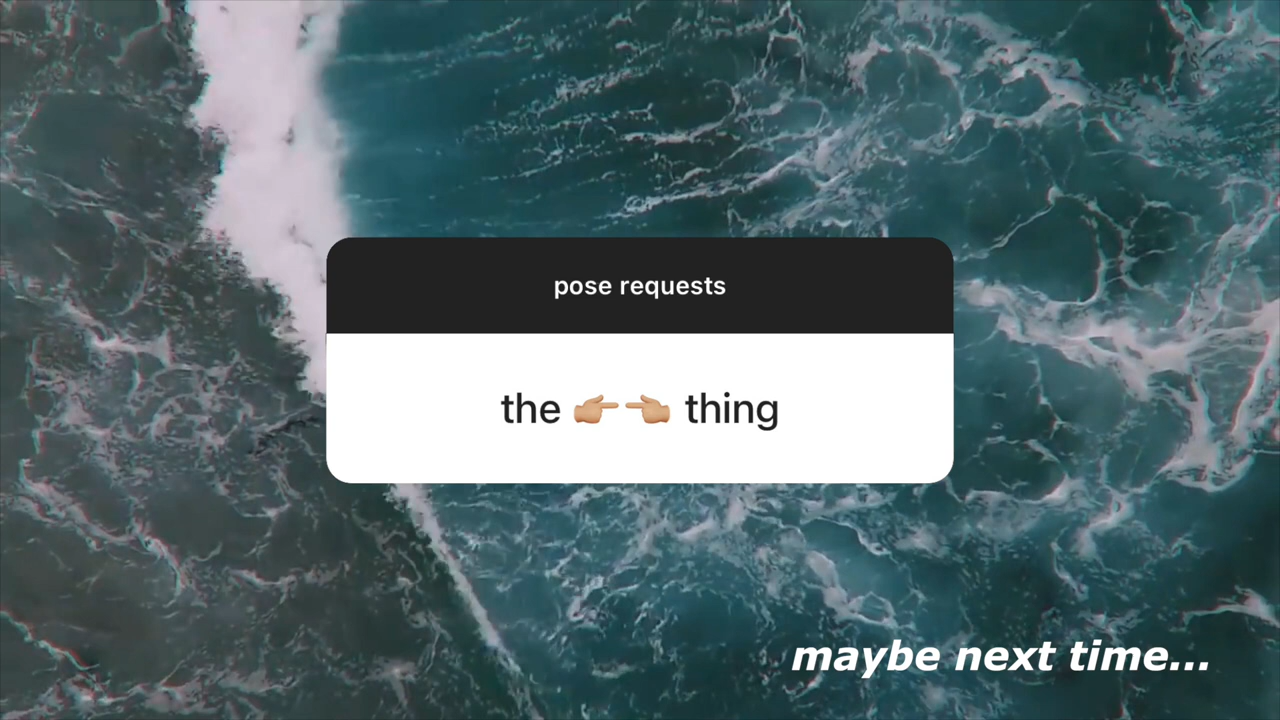 pose requests
the 👉🏼👈🏼 thing
maybe next time...